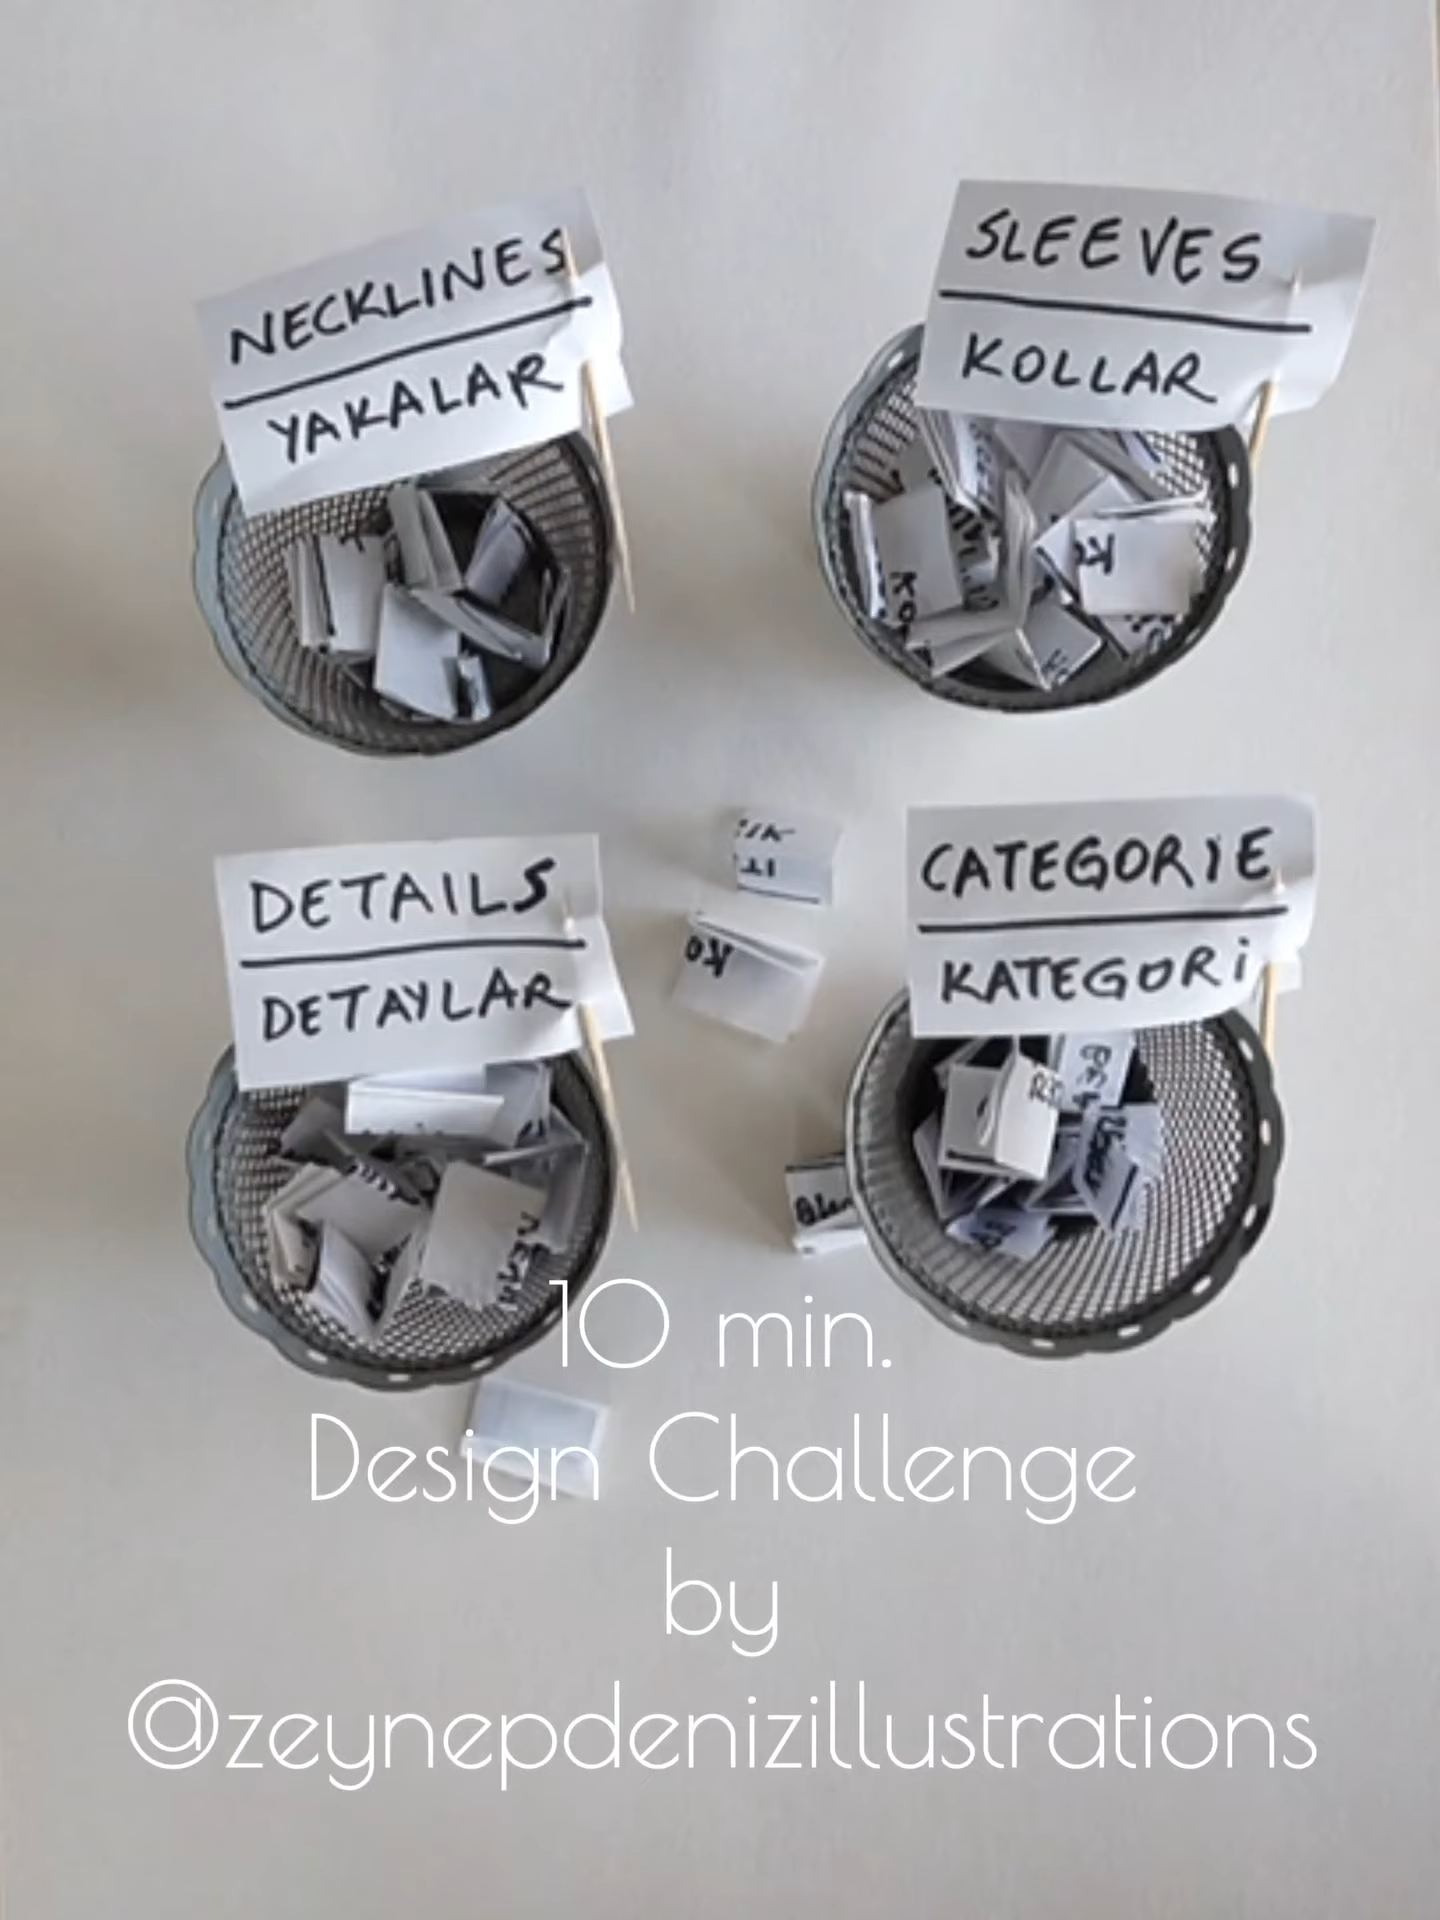 NECKLINES
YAKALAR
SLEEVES
KOLLAR
DETAILS
DETAYLAR
CATEGORIE
KATEGORİ
10 min.
Design Challenge
by
@zeynepdenizillustrations